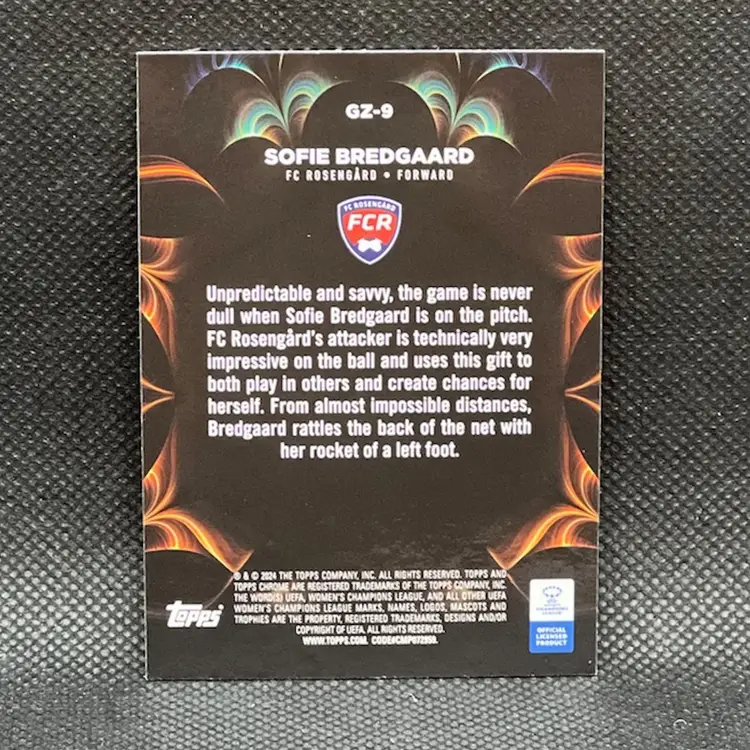 GZ-9
SOFIE BREDGAARD
FC ROSENGÅRD • FORWARD
FC ROSENGÅRD
FCR
Unpredictable and savvy, the game is never
dull when Sofie Bredgaard is on the pitch.
FC Rosengård's attacker is technically very
impressive on the ball and uses this gift to
both play in others and create chances for
herself. From almost impossible distances,
Bredgaard rattles the back of the net with
her rocket of a left foot.
® & © 2024 THE TOPPS COMPANY, INC. ALL RIGHTS RESERVED. TOPPS AND
TOPPS CHROME ARE REGISTERED TRADEMARKS OF THE TOPPS COMPANY, INC.
THE WORD(S) UEFA, WOMEN'S CHAMPIONS LEAGUE, AND ALL OTHER UEFA
WOMEN'S CHAMPIONS LEAGUE MARKS, NAMES, LOGOS, MASCOTS AND
TROPHIES ARE THE PROPERTY, REGISTERED TRADEMARKS, DESIGNS AND/OR
COPYRIGHT OF UEFA. ALL RIGHTS RESERVED.
WWW.TOPPS.COM. CODE#CMP072955.
Topps
CHAMPIONS
LEAGUE
OFFICIAL
LICENSED
PRODUCT